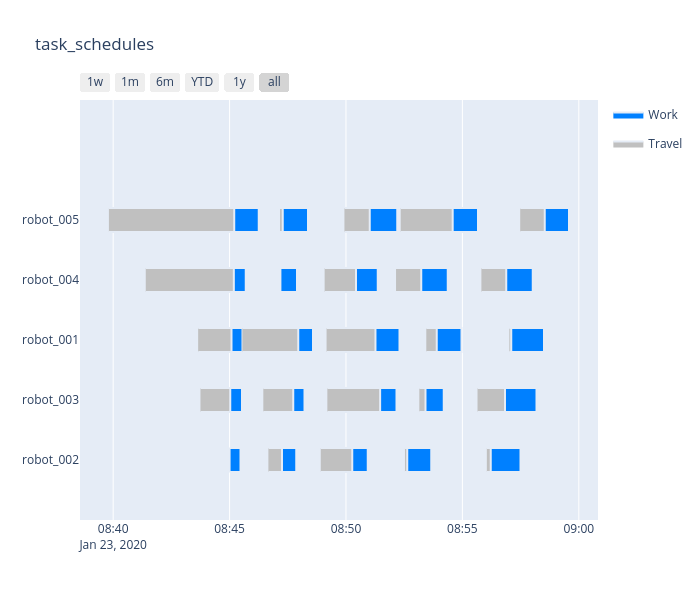 task_schedules
1w 1m 6m YTD 1y all
Work
Travel
robot_005
robot_004
robot_001
robot_003
robot_002
08:40 08:45 08:50 08:55 09:00
Jan 23, 2020